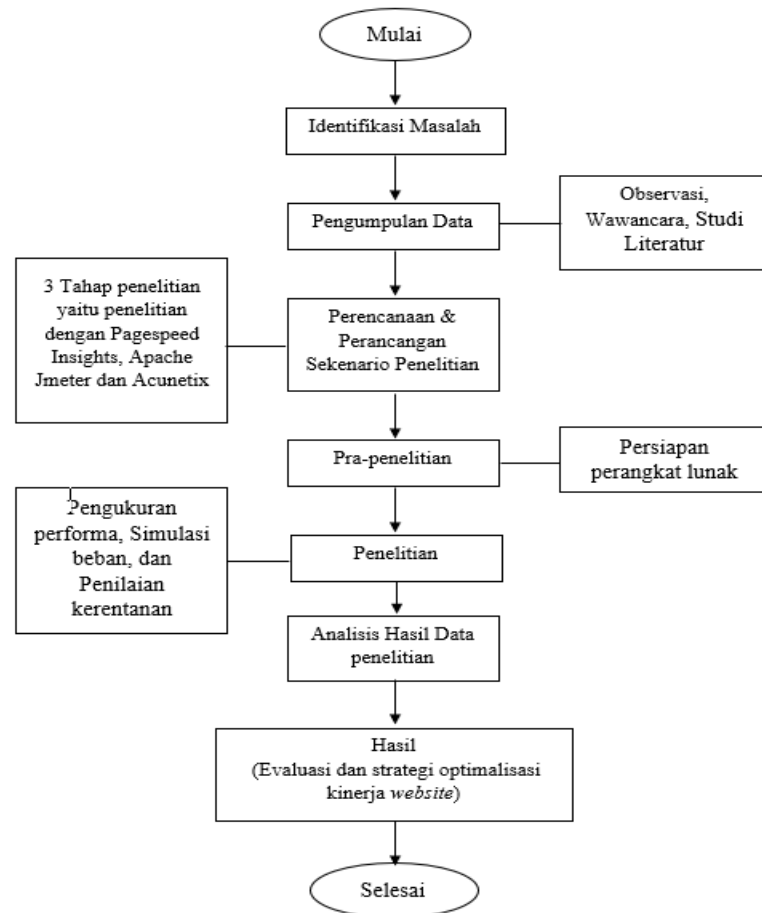 Mulai
Identifikasi Masalah
Pengumpulan Data
Observasi,
Wawancara, Studi
Literatur
3 Tahap penelitian
yaitu penelitian
dengan Pagespeed
Insights, Apache
Jmeter dan Acunetix
Perencanaan &
Perancangan
Sekenario Penelitian
Pra-penelitian
Persiapan
perangkat lunak
Pengukuran
performa, Simulasi
beban, dan
Penilaian
kerentanan
Penelitian
Analisis Hasil Data
penelitian
Hasil
(Evaluasi dan strategi optimalisasi
kinerja website)
Selesai